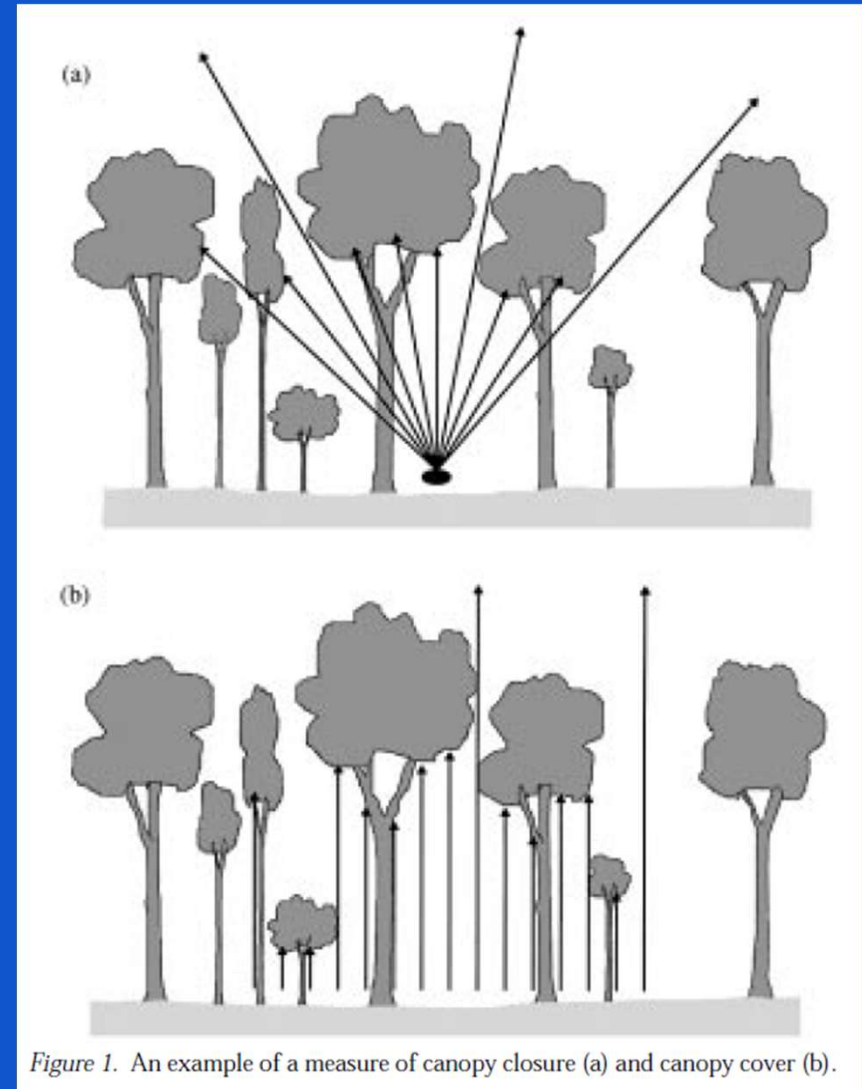 (a)
(b)
Figure 1. An example of a measure of canopy closure (a) and canopy cover (b).